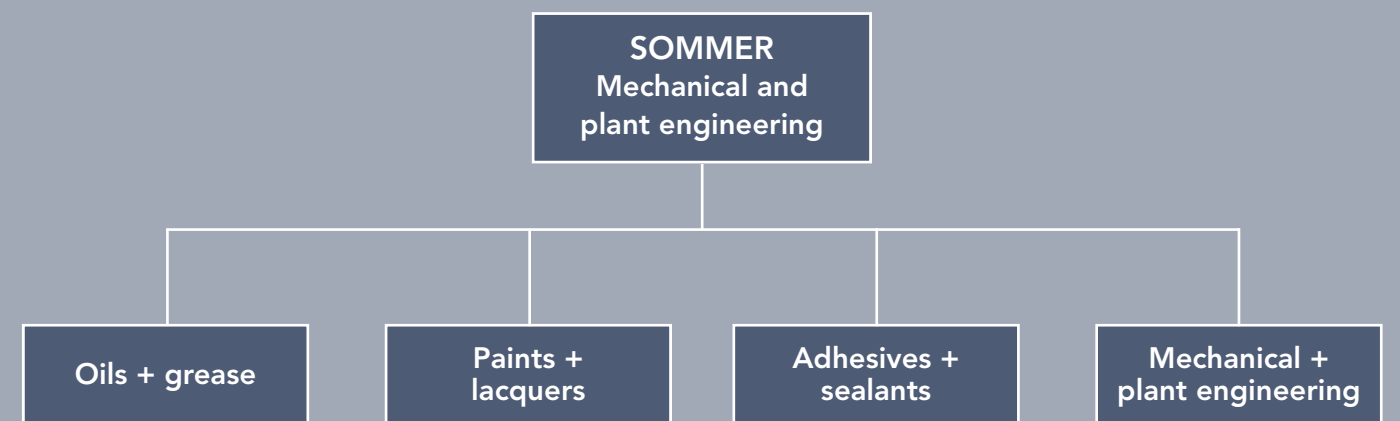 SOMMER
Mechanical and
plant engineering
Oils + grease
Paints +
lacquers
Adhesives +
sealants
Mechanical +
plant engineering